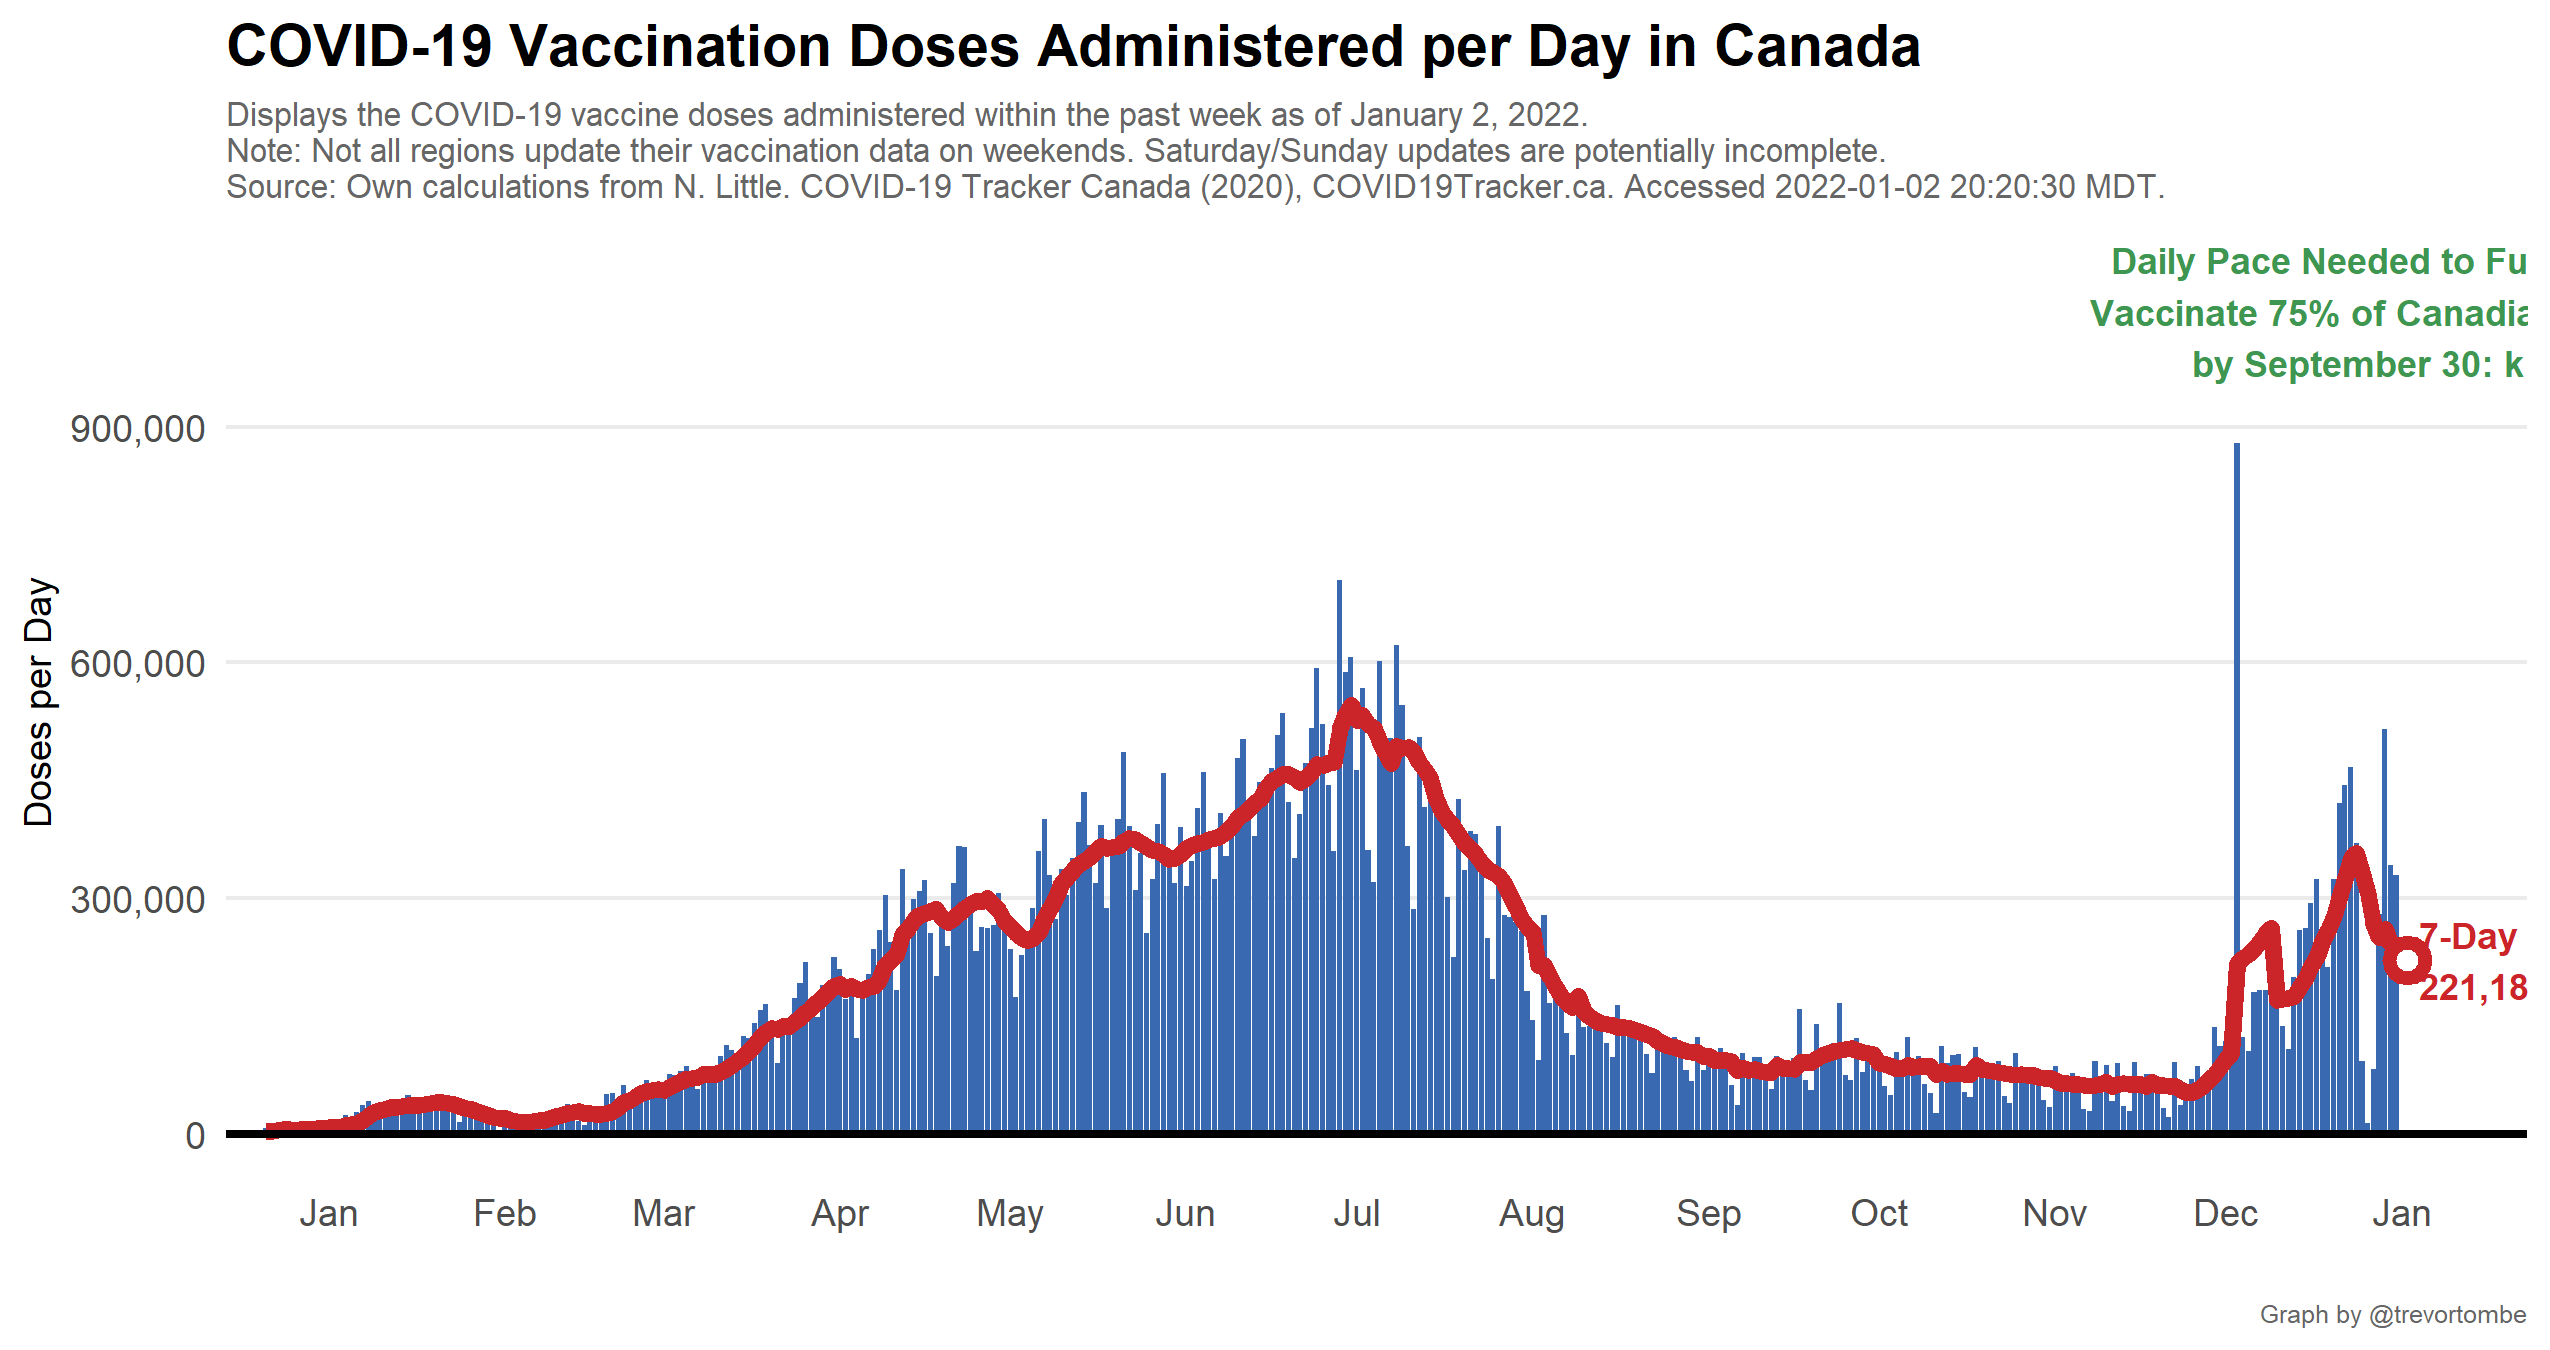 COVID-19 Vaccination Doses Administered per Day in Canada
Displays the COVID-19 vaccine doses administered within the past week as of January 2, 2022.
Note: Not all regions update their vaccination data on weekends. Saturday/Sunday updates are potentially incomplete.
Source: Own calculations from N. Little. COVID-19 Tracker Canada (2020), COVID19Tracker.ca. Accessed 2022-01-02 20:20:30 MDT.
Daily Pace Needed to Fu
Vaccinate 75% of Canadia
by September 30: k
900,000
600,000
300,000
0
Doses per Day
7-Day
221,18
Jan Feb Mar Apr May Jun Jul Aug Sep Oct Nov Dec Jan
Graph by @trevortombe